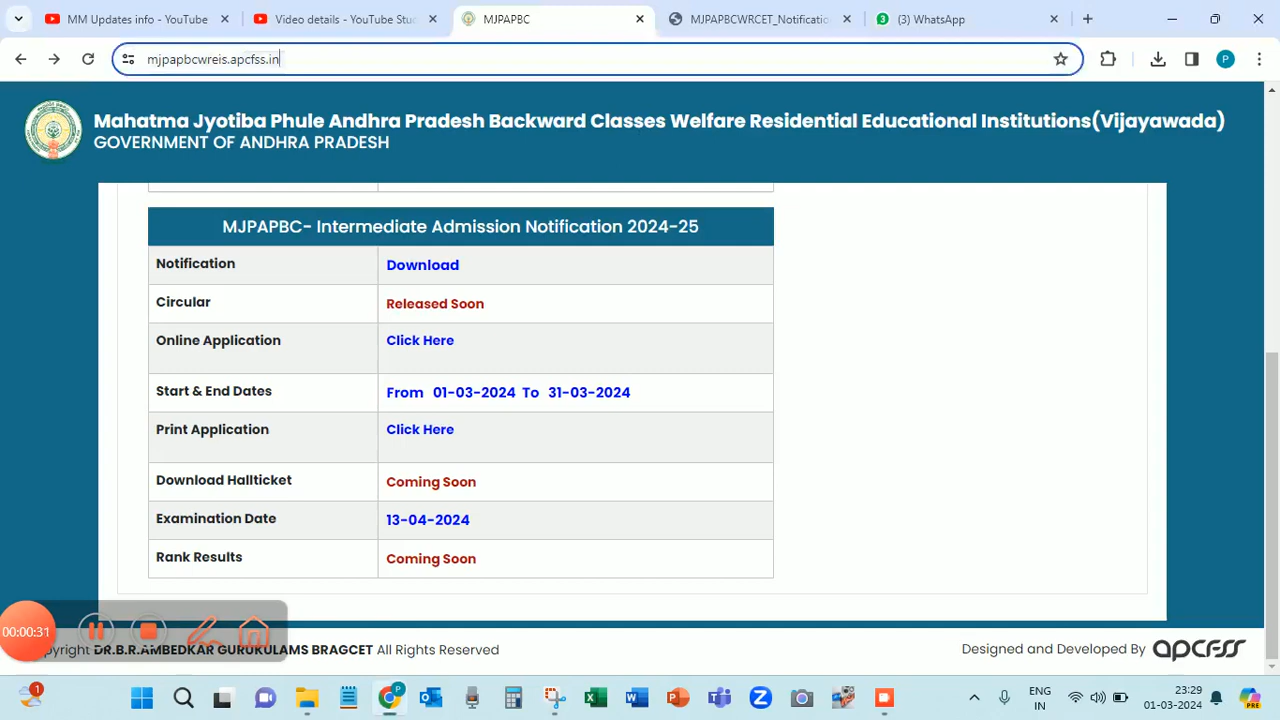 MM Updates info - YouTube
Video details - YouTube Stu
MJPAPBC
MJPAPBCWRCET_Notificatio
(3) WhatsApp
mjpapbcwreis.apcfss.in
P
Mahatma Jyotiba Phule Andhra Pradesh Backward Classes Welfare Residential Educational Institutions(Vijayawada)
GOVERNMENT OF ANDHRA PRADESH
MJPAPBC- Intermediate Admission Notification 2024-25
Notification Download
Circular Released Soon
Online Application Click Here
Start & End Dates From 01-03-2024 To 31-03-2024
Print Application Click Here
Download Hallticket Coming Soon
Examination Date 13-04-2024
Rank Results Coming Soon
00:00:31
pyright DR.B.R.AMBEDKAR GURUKULAMS BRAGCET All Rights Reserved
Designed and Developed By apcfss
1
P
ENG
IN
23:29
01-03-2024
PRE